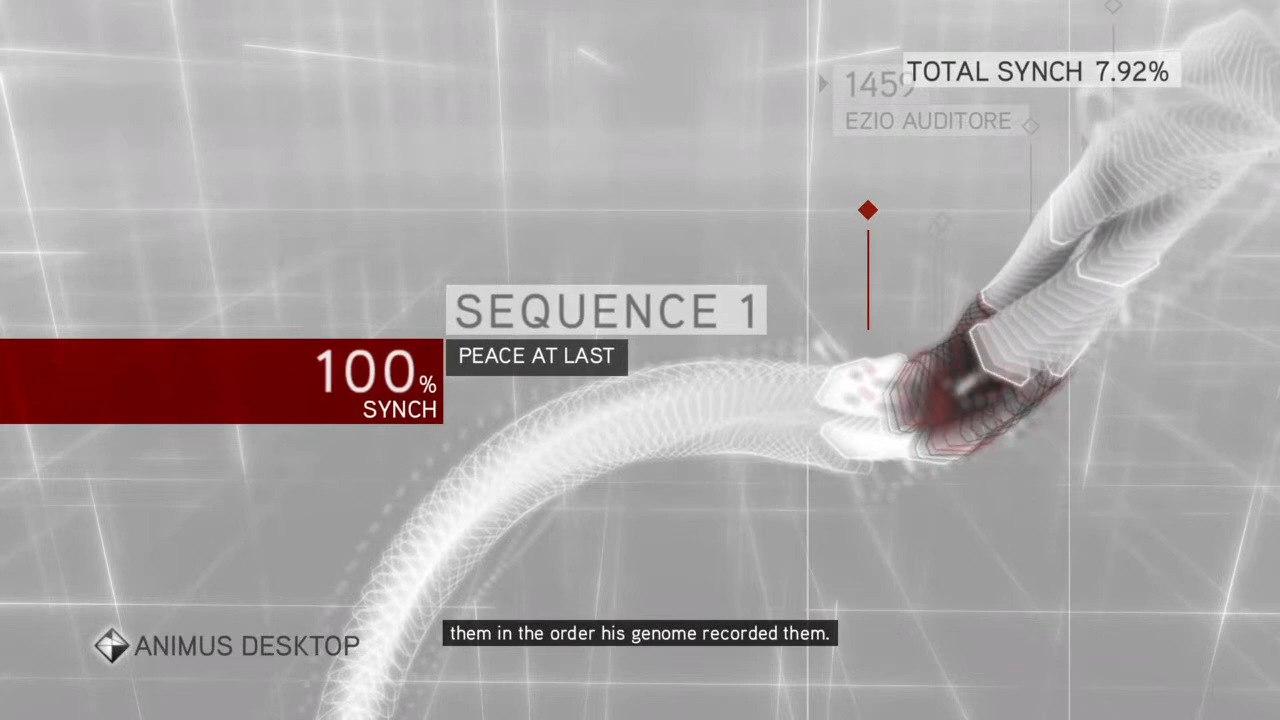 TOTAL SYNCH 7.92%
1459
EZIO AUDITORE
SEQUENCE 1
PEACE AT LAST
100%
SYNCH
them in the order his genome recorded them.
ANIMUS DESKTOP